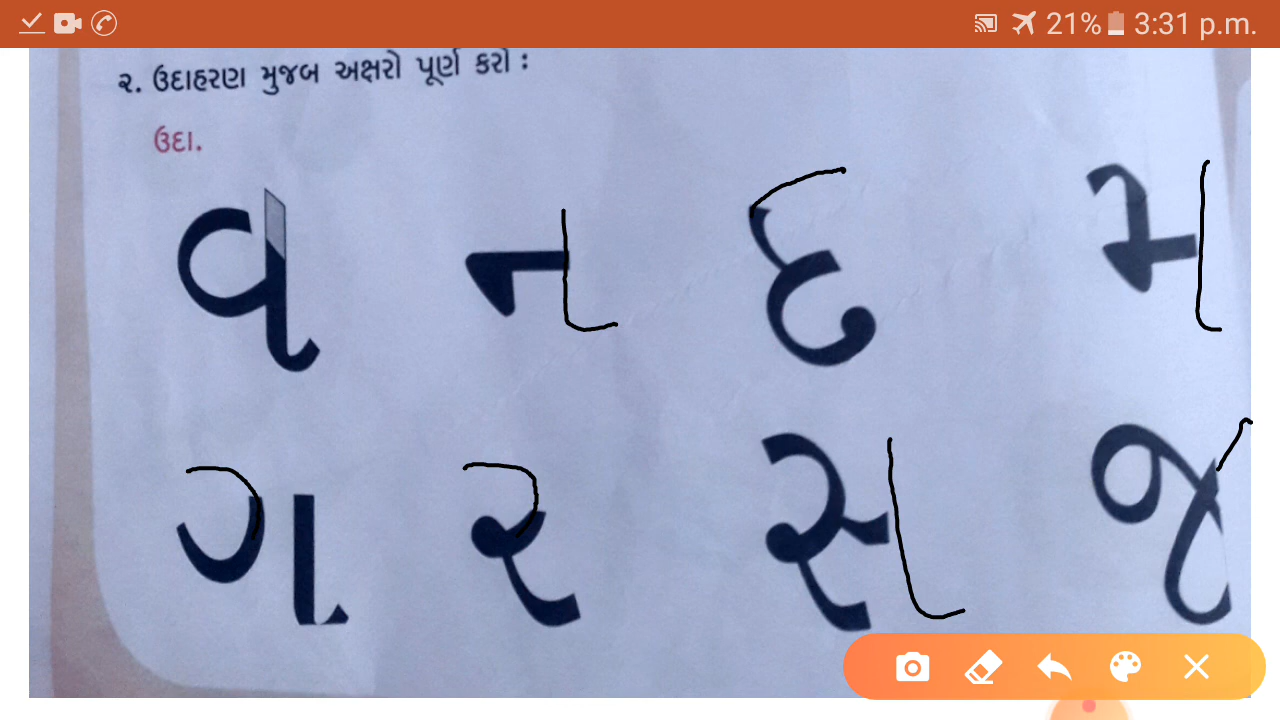 21% 3:31 p.m.
૨. ઉદાહરણ મુજબ અક્ષરો પૂર્ણ કરો :
ઉદા.
વ ન દ મ
ગ ર સ જ